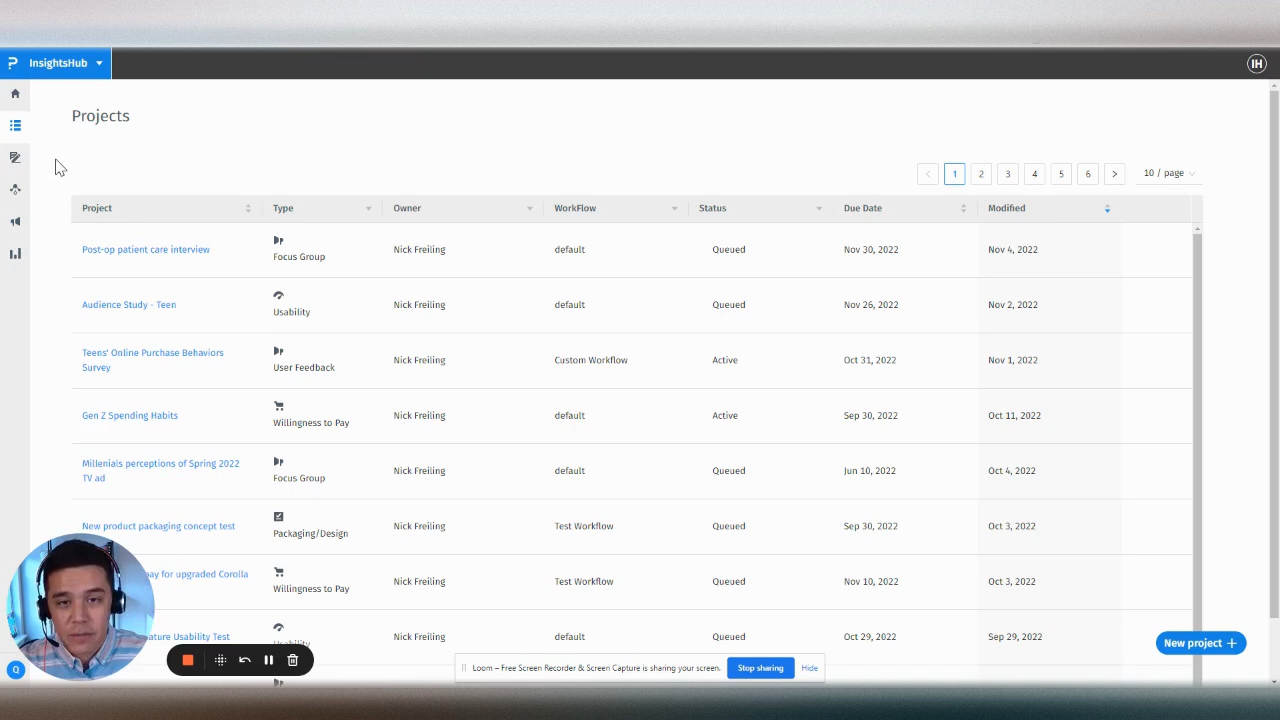 InsightsHub
IH
Projects
1 2 3 4 5 6 10 / page
Project Type Owner WorkFlow Status Due Date Modified
Post-op patient care interview Focus Group Nick Freiling default Queued Nov 30, 2022 Nov 4, 2022
Audience Study - Teen Usability Nick Freiling default Queued Nov 26, 2022 Nov 2, 2022
Teens' Online Purchase Behaviors
Survey User Feedback Nick Freiling Custom Workflow Active Oct 31, 2022 Nov 1, 2022
Gen Z Spending Habits Willingness to Pay Nick Freiling default Active Sep 30, 2022 Oct 11, 2022
Millenials perceptions of Spring 2022
TV ad Focus Group Nick Freiling default Queued Jun 10, 2022 Oct 4, 2022
New product packaging concept test Packaging/Design Nick Freiling Test Workflow Queued Sep 30, 2022 Oct 3, 2022
pay for upgraded Corolla Willingness to Pay Nick Freiling Test Workflow Queued Nov 10, 2022 Oct 3, 2022
ature Usability Test Usability Nick Freiling default Queued Oct 29, 2022 Sep 29, 2022
New project +
Loom – Free Screen Recorder & Screen Capture is sharing your screen. Stop sharing Hide
Q